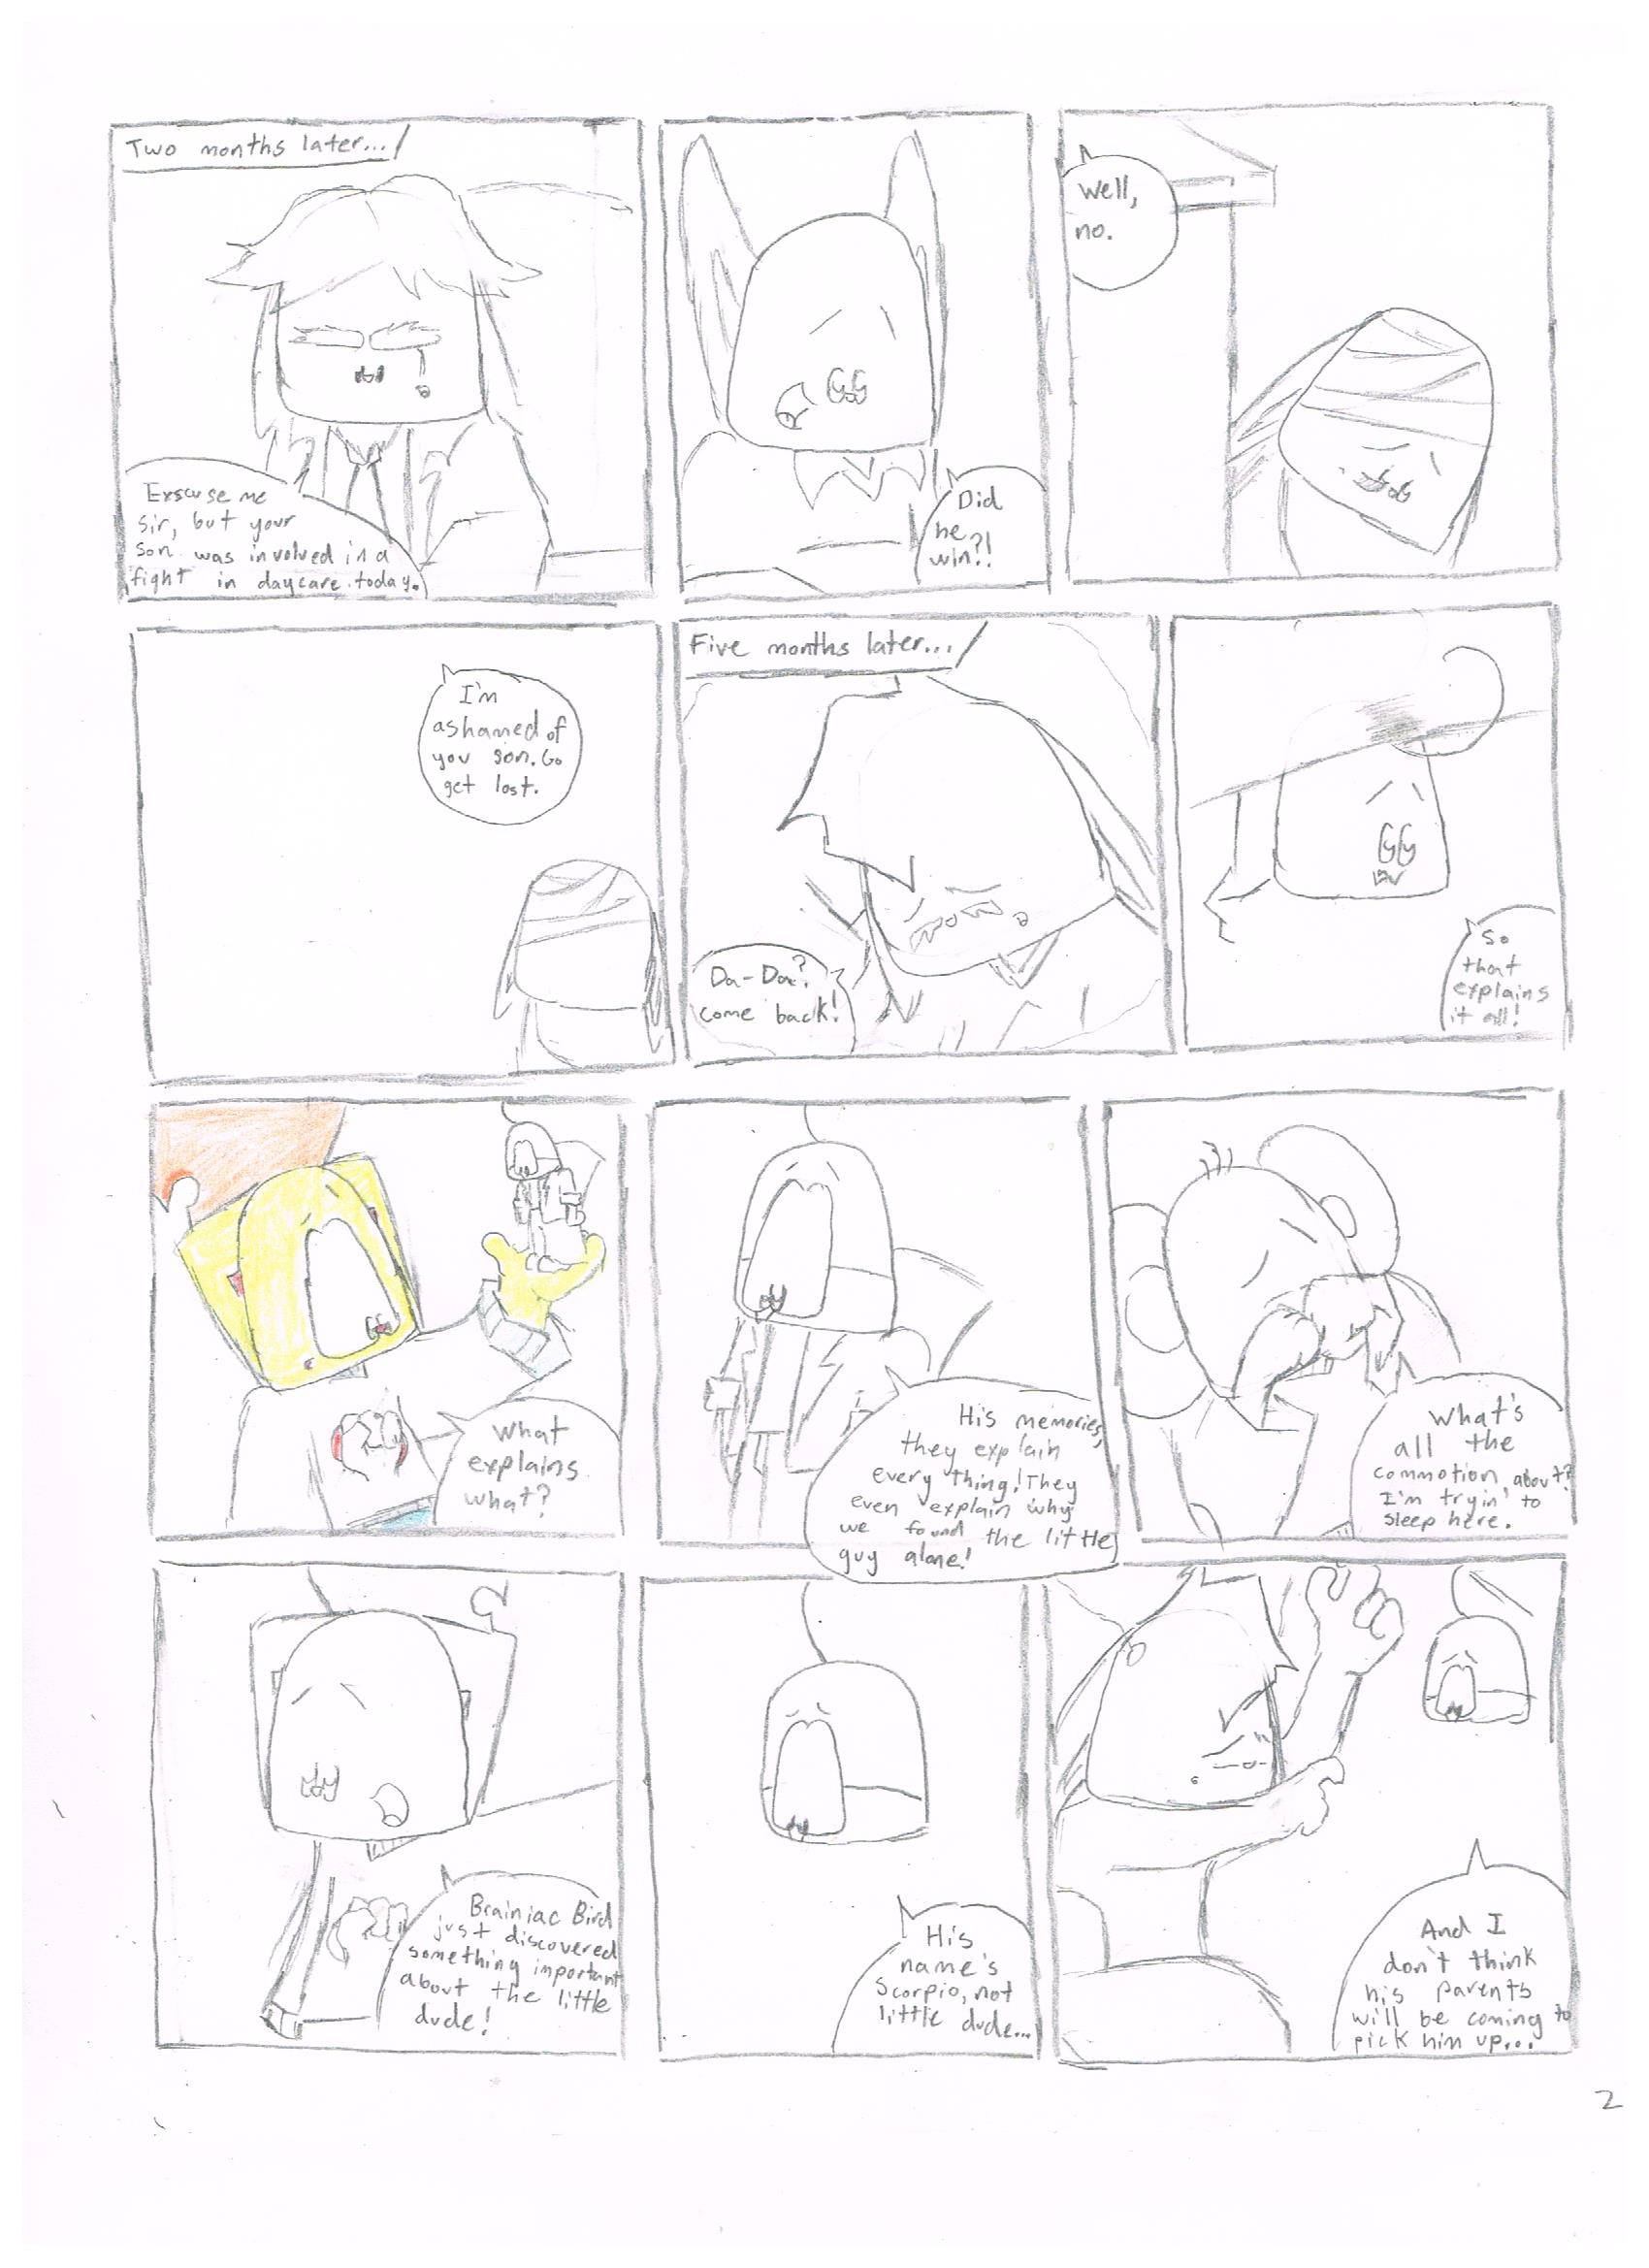 Two months later...
Exscuse me
sir, but your
son was involved in a
fight in daycare today.
Did
he
win?!
Well,
no.
I'm
ashamed of
you son. Go
get lost.
Five months later...
Da-Da?
come back!
So
that
explains
it all!
What
explains
what?
His memories,
they explain
every thing! They
even explain why
we found the little
guy alone!
What's
all the
commotion about?
I'm tryin' to
sleep here.
Brainiac Bird
just discovered
something important
about the little
dude!
His
name's
Scorpio, not
little dude...
And I
don't think
his parents
will be coming to
pick him up...
2